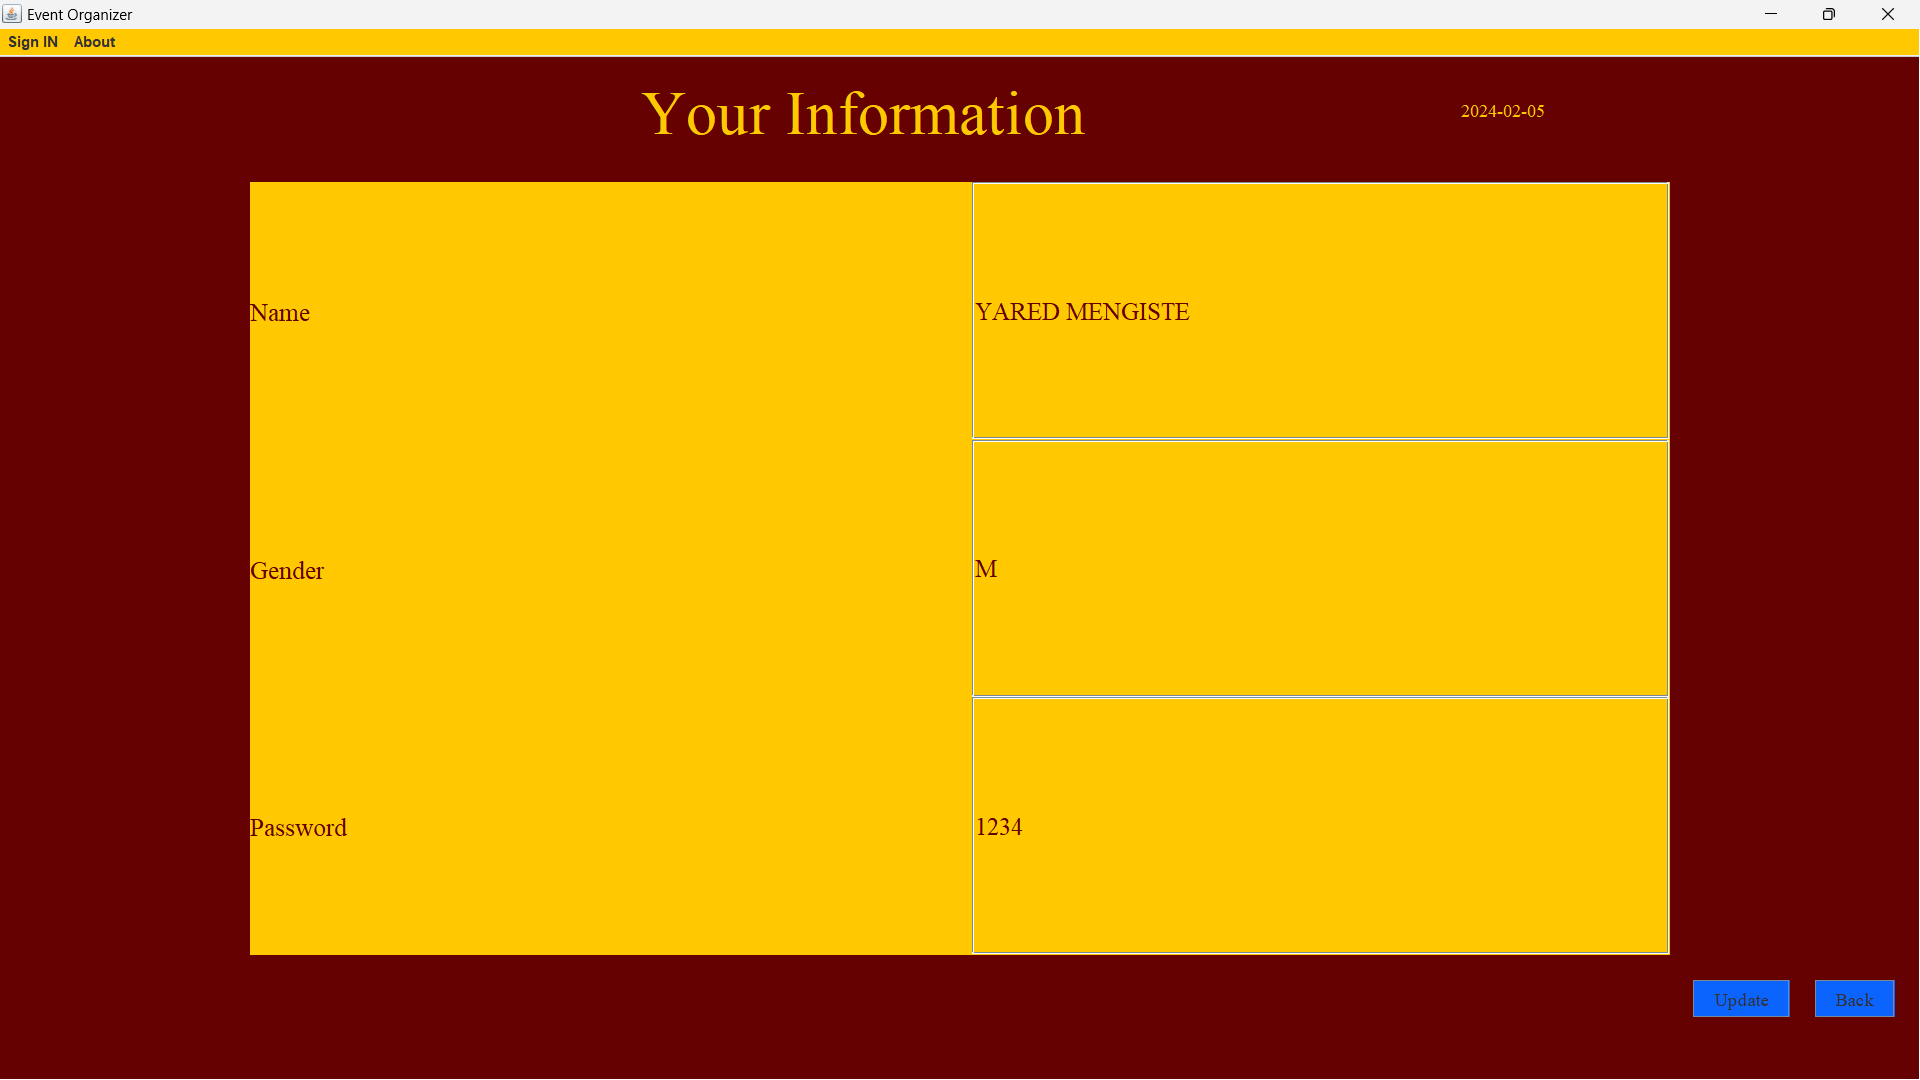 Event Organizer
Sign IN About
Your Information
2024-02-05
Name
YARED MENGISTE
Gender
M
Password
1234
Update
Back